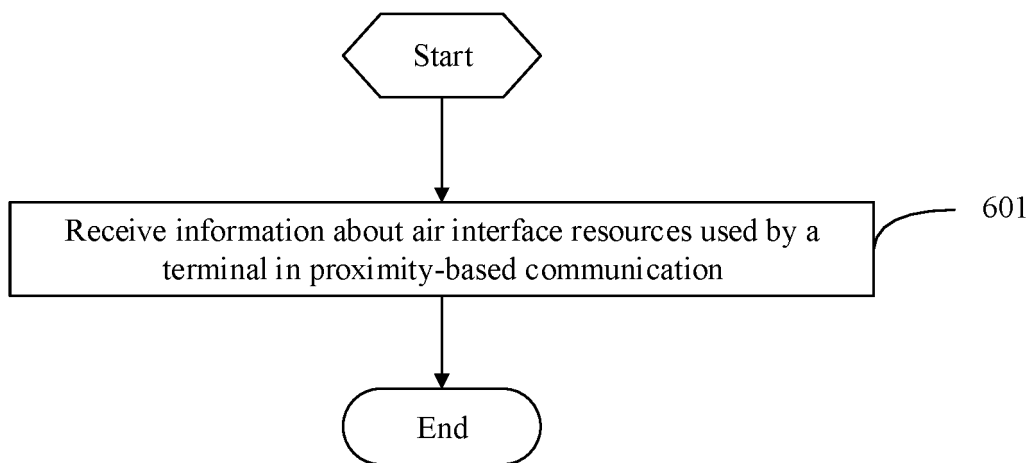 Start
Receive information about air interface resources used by a
terminal in proximity-based communication
601
End